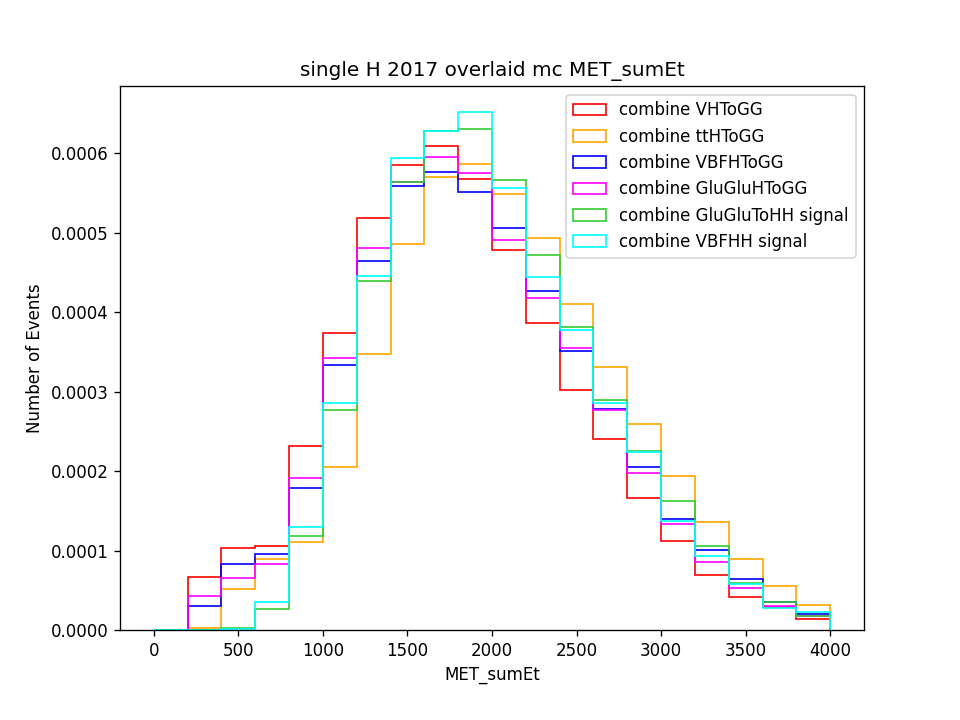 single H 2017 overlaid mc MET_sumEt
combine VHToGG
combine ttHToGG
combine VBFHToGG
combine GluGluHToGG
combine GluGluToHH signal
combine VBFHH signal
Number of Events
0.0006
0.0005
0.0004
0.0003
0.0002
0.0001
0.0000
0 500 1000 1500 2000 2500 3000 3500 4000
MET_sumEt